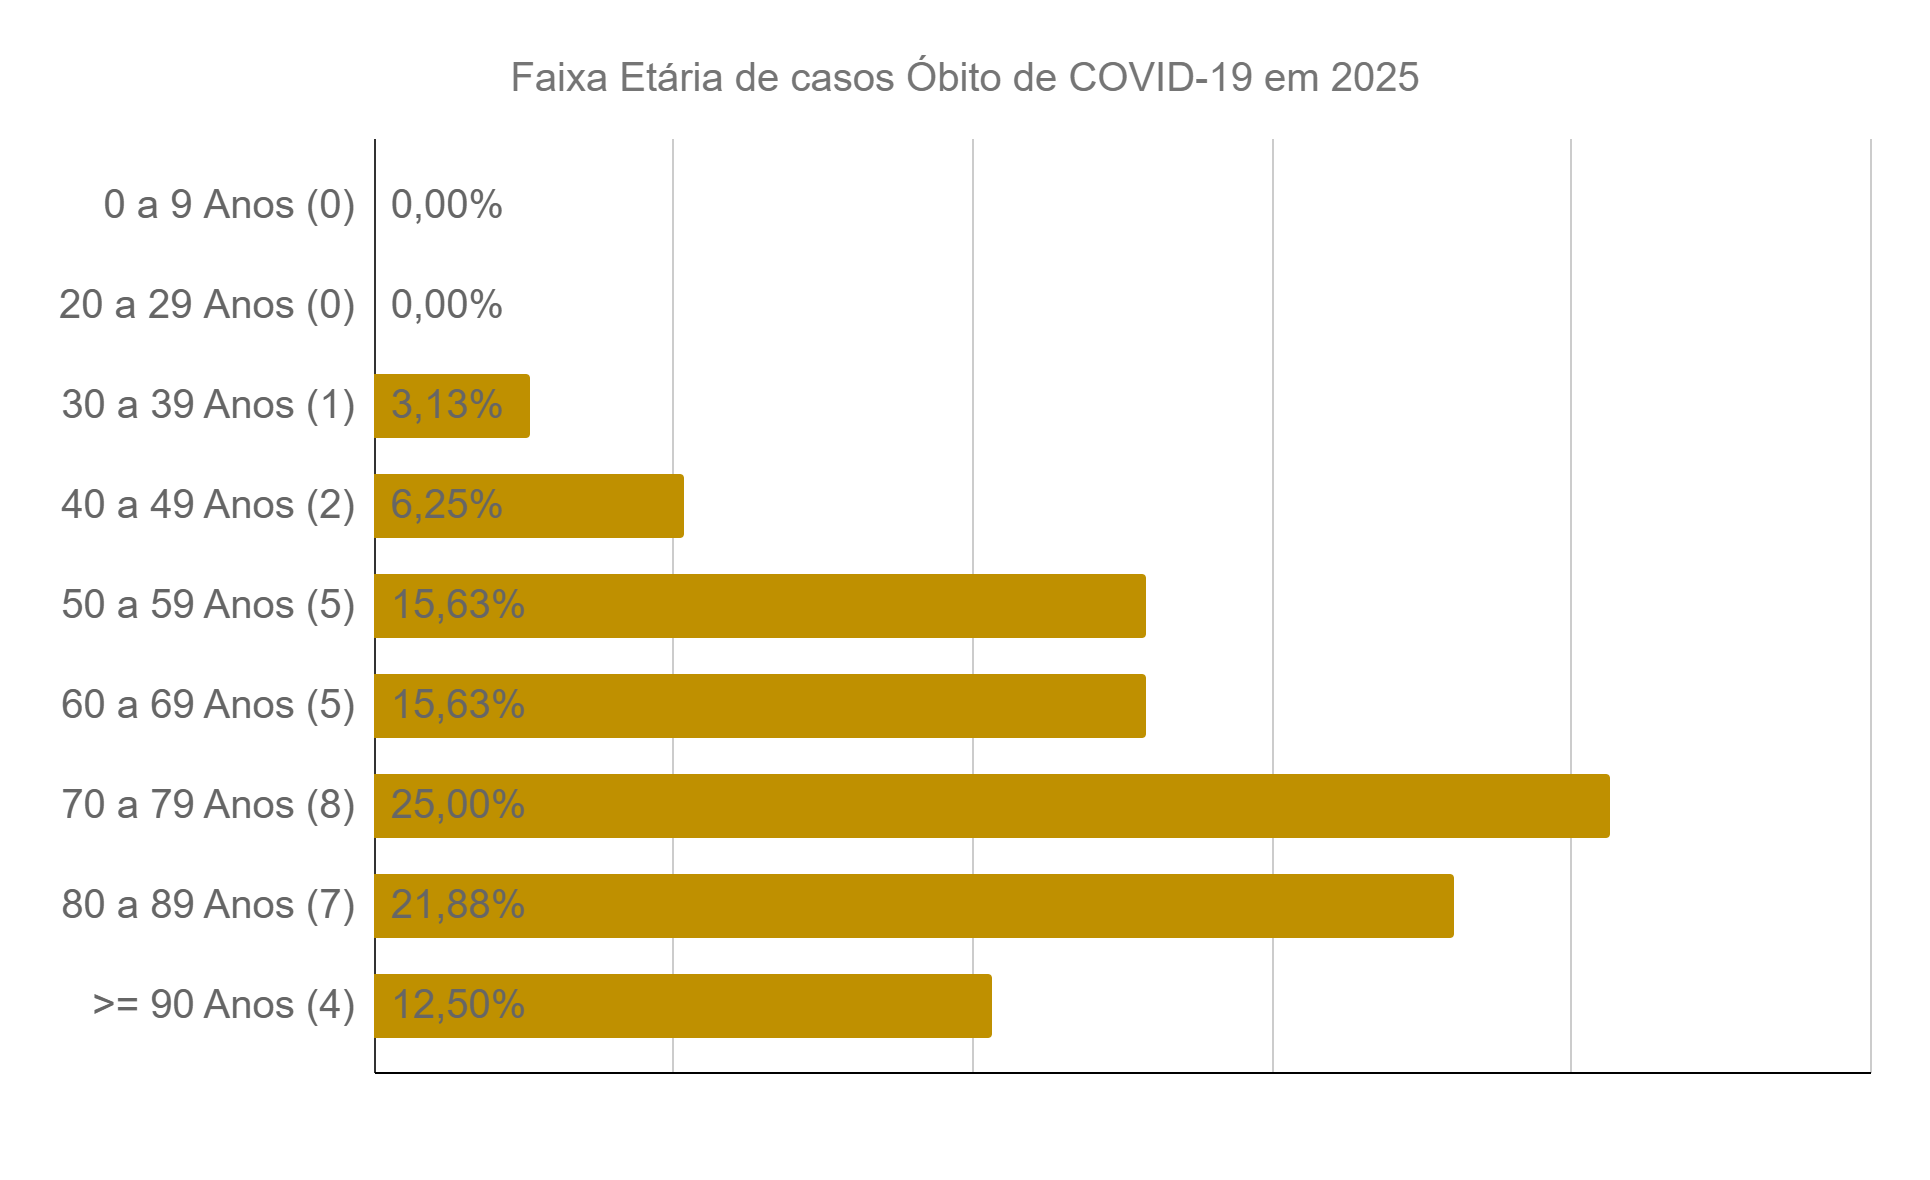 Faixa Etária de casos Óbito de COVID-19 em 2025
0 a 9 Anos (0) 0,00%
20 a 29 Anos (0) 0,00%
30 a 39 Anos (1) 3,13%
40 a 49 Anos (2) 6,25%
50 a 59 Anos (5) 15,63%
60 a 69 Anos (5) 15,63%
70 a 79 Anos (8) 25,00%
80 a 89 Anos (7) 21,88%
>= 90 Anos (4) 12,50%